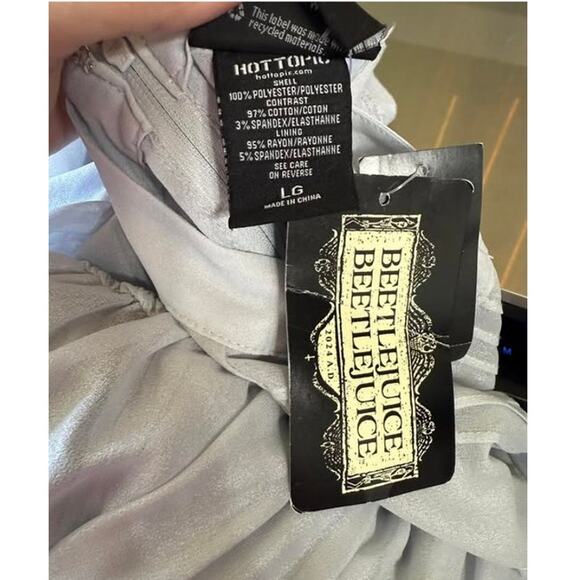 This label was made w
recycled materials.
HOTTOPIC
hottopic.com
SHELL
100% POLYESTER/POLYESTER
CONTRAST
97% COTTON/COTON
3% SPANDEX/ELASTHANNE
LINING
95% RAYON/RAYONNE
5% SPANDEX/ELASTHANNE
SEE CARE
ON REVERSE
LG
MADE IN CHINA
BEETLEJUICE
BEETLEJUICE
2024 A.D
M